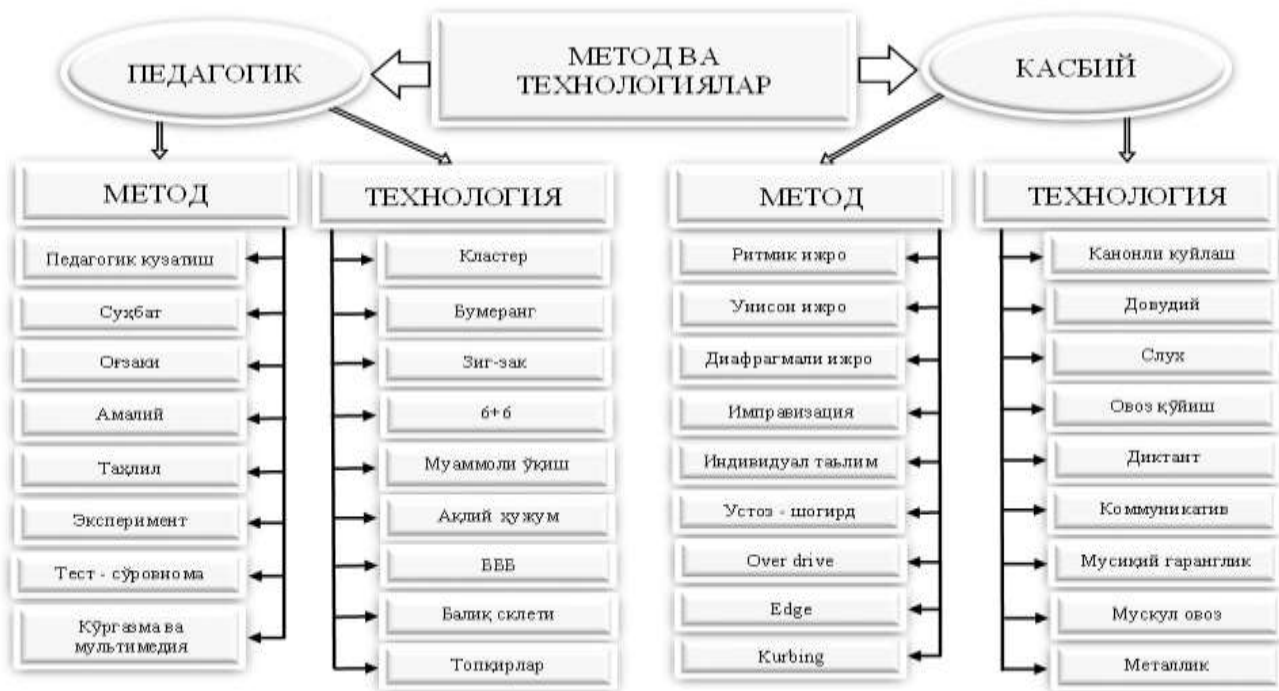 МЕТОД ВА
ТЕХНОЛОГИЯЛАР
ПЕДАГОГИК
КАСБИЙ
МЕТОД
Педагогик кузатиш
Суҳбат
Оғзаки
Амалий
Таҳлил
Эксперимент
Тест - сўровнома
Кўргазма ва
мультимедия
ТЕХНОЛОГИЯ
Кластер
Бумеранг
Зиг-зак
6+6
Муаммоли ўқиш
Ақлий ҳужум
БББ
Балиқ склети
Топқирлар
МЕТОД
Ритмик ижро
Унисон ижро
Диафрагмали ижро
Имправизация
Индивидуал таълим
Устоз - шогирд
Over drive
Edge
Kurbing
ТЕХНОЛОГИЯ
Канонли куйлаш
Довудий
Слух
Овоз қўйиш
Диктант
Коммуникатив
Мусиқий гаранглик
Мускул овоз
Металлик